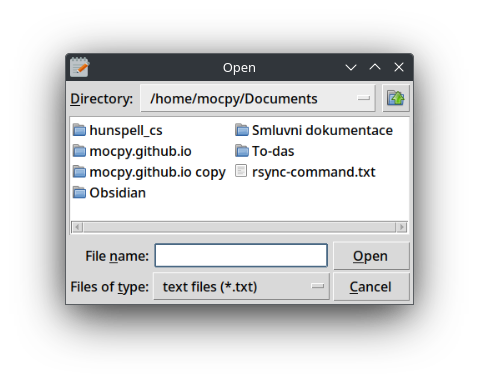 Open
Directory: /home/mocpy/Documents
hunspell_cs
mocpy.github.io
mocpy.github.io copy
Obsidian
Smluvni dokumentace
To-das
rsync-command.txt
File name: Open
Files of type: text files (*.txt) Cancel